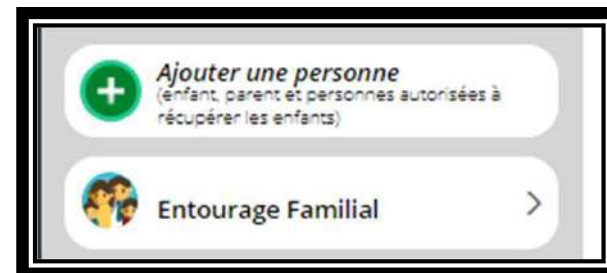 Ajouter une personne
(enfant, parent et personnes autorisées à
récupérer les enfants)
Entourage Familial